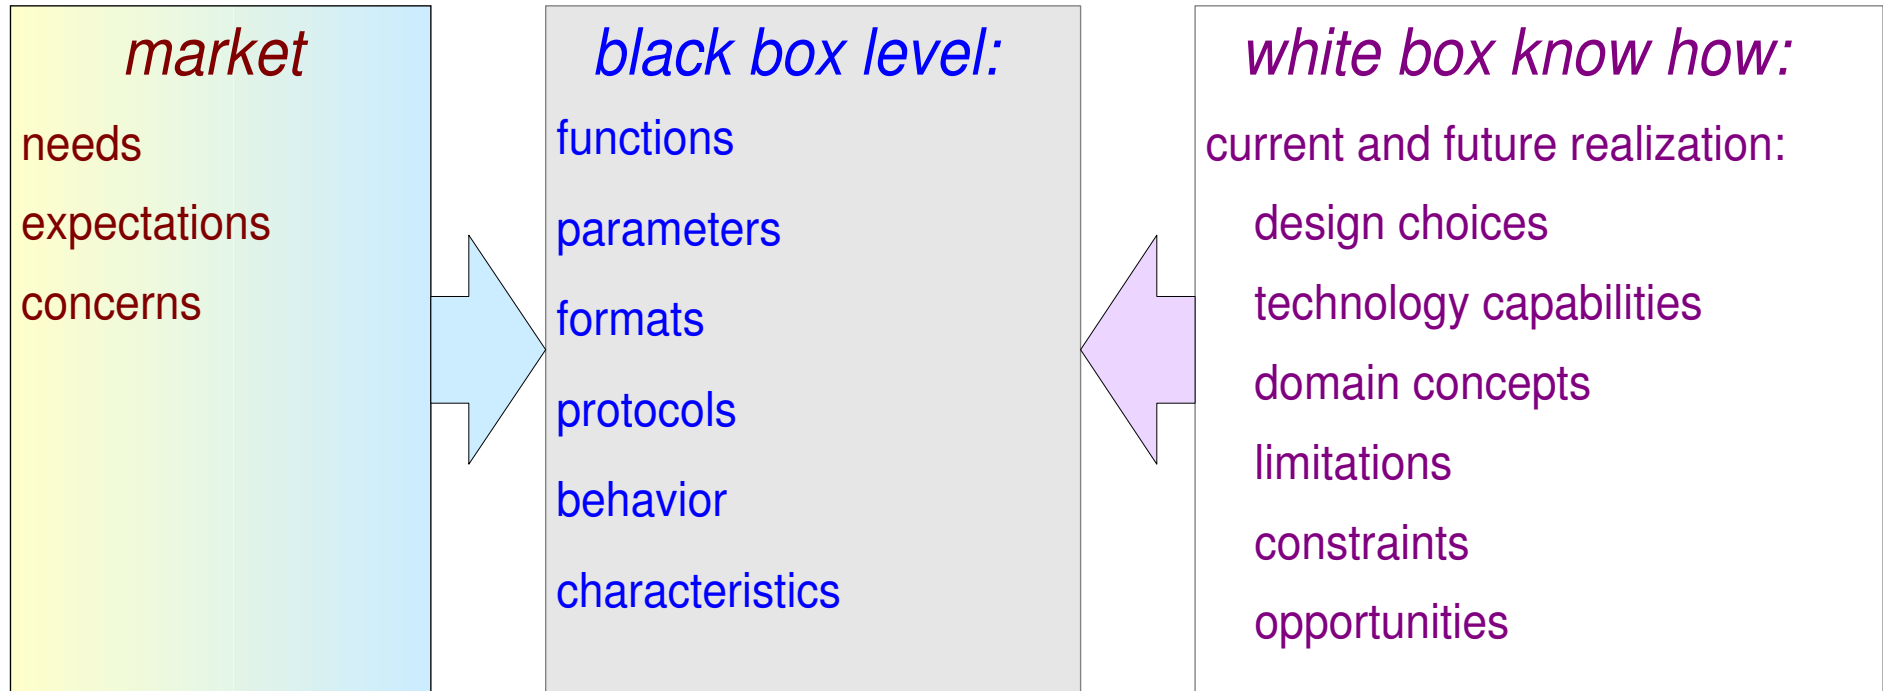 market
needs
expectations
concerns
black box level:
functions
parameters
formats
protocols
behavior
characteristics
white box know how:
current and future realization:
design choices
technology capabilities
domain concepts
limitations
constraints
opportunities